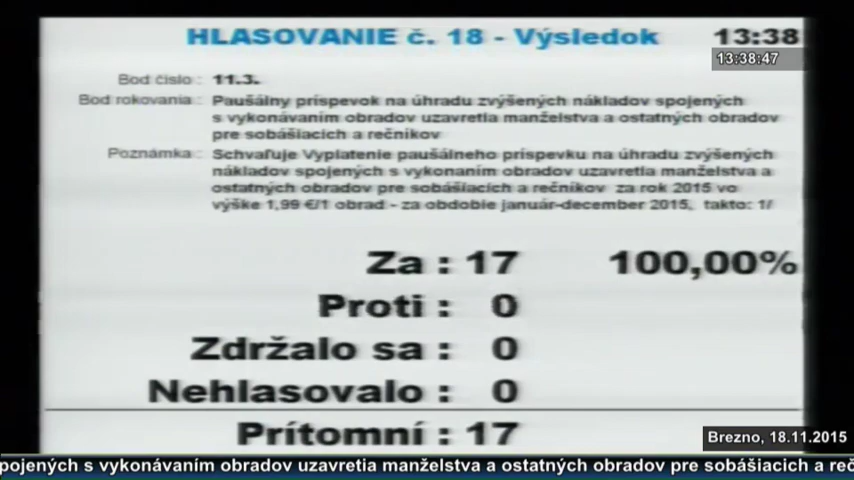 HLASOVANIE č. 18 - Výsledok 13:38
13:38:47
Bod číslo : 11.3.
Bod rokovania : Paušálny príspevok na úhradu zvýšených nákladov spojených
s vykonávaním obradov uzavretia manželstva a ostatných obradov
pre sobášiacich a rečníkov
Poznámka : Schvaľuje Vyplatenie paušálneho príspevku na úhradu zvýšených
nákladov spojených s vykonaním obradov uzavretia manželstva a
ostatných obradov pre sobášiacich a rečníkov za rok 2015 vo
výške 1,99 €/1 obrad - za obdobie január-december 2015, takto: 1/
Za : 17 100,00%
Proti : 0
Zdržalo sa : 0
Nehlasovalo : 0
Prítomní : 17
Brezno, 18.11.2015
pojených s vykonávaním obradov uzavretia manželstva a ostatných obradov pre sobášiacich a reč